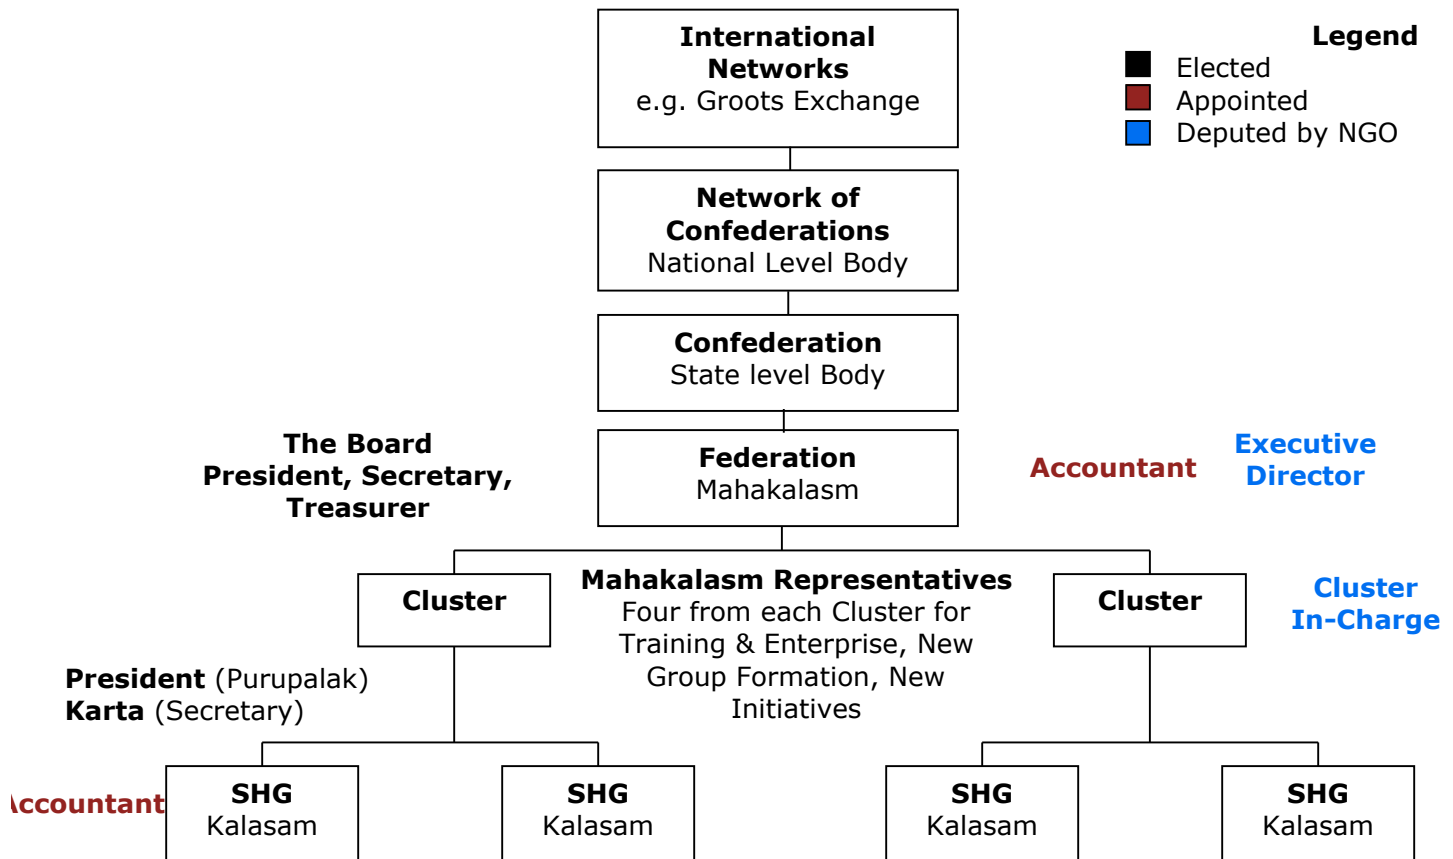 International
Networks
e.g. Groots Exchange
Legend
Elected
Appointed
Deputed by NGO
Network of
Confederations
National Level Body
Confederation
State level Body
The Board
President, Secretary,
Treasurer
Federation
Mahakalasm
Accountant
Executive
Director
Cluster
Mahakalasm Representatives
Four from each Cluster for
Training & Enterprise, New
Group Formation, New
Initiatives
Cluster
Cluster
In-Charge
President (Purupalak)
Karta (Secretary)
Accountant
SHG
Kalasam
SHG
Kalasam
SHG
Kalasam
SHG
Kalasam